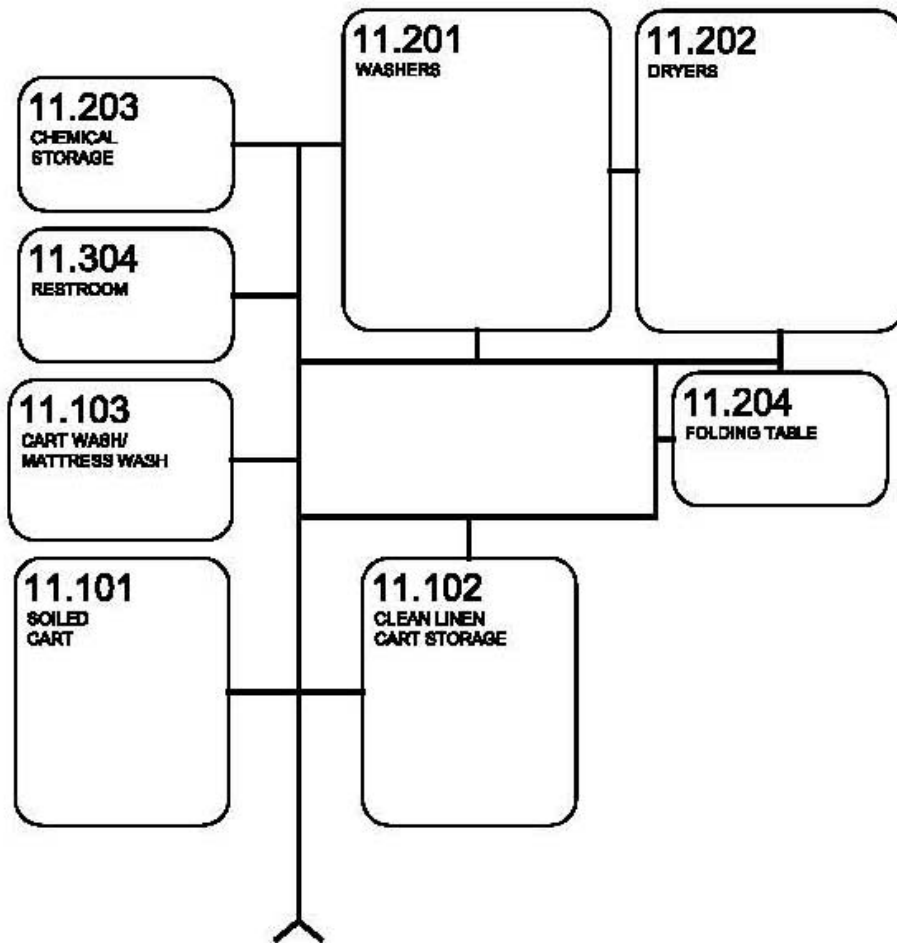 11.201
WASHERS
11.202
DRYERS
11.203
CHEMICAL
STORAGE
11.304
RESTROOM
11.103
CART WASH/
MATTRESS WASH
11.204
FOLDING TABLE
11.101
SOILED
CART
11.102
CLEAN LINEN
CART STORAGE